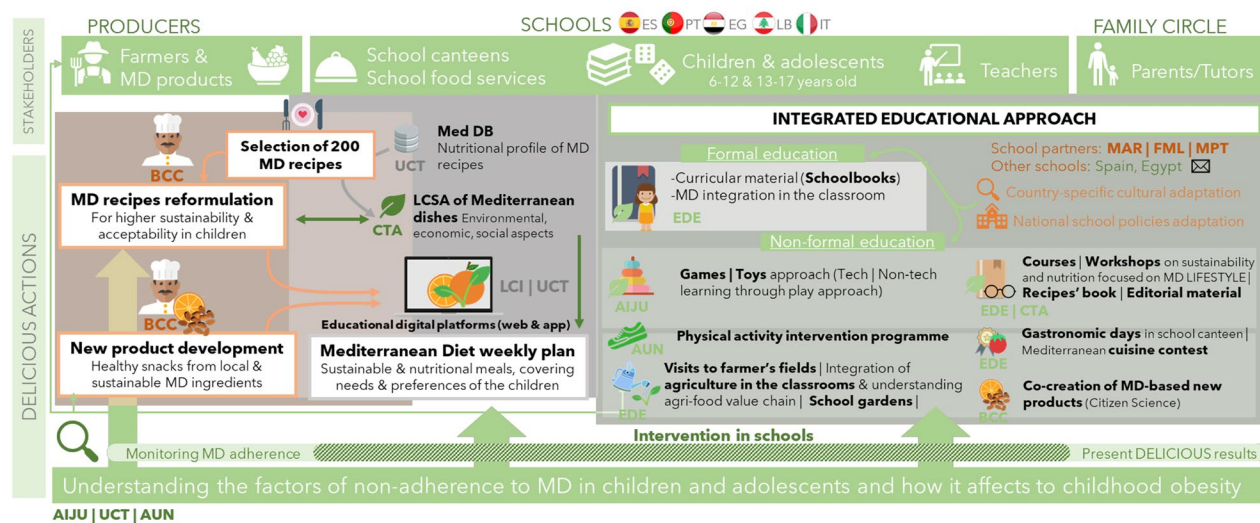 PRODUCERS
SCHOOLS ES PT EG LB IT
FAMILY CIRCLE
STAKEHOLDERS
Farmers &
MD products
School canteens
School food services
Children & adolescents
6-12 & 13-17 years old
Teachers
Parents/Tutors
DELICIOUS ACTIONS
BCC
Selection of 200
MD recipes
UCT
Med DB
Nutritional profile of MD
recipes
MD recipes reformulation
For higher sustainability &
acceptability in children
CTA
LCSA of Mediterranean
dishes Environmental,
economic, social aspects
BCC
LCI | UCT
Educational digital platforms (web & app)
New product development
Healthy snacks from local &
sustainable MD ingredients
Mediterranean Diet weekly plan
Sustainable & nutritional meals, covering
needs & preferences of the children
INTEGRATED EDUCATIONAL APPROACH
Formal education
-Curricular material (Schoolbooks)
-MD integration in the classroom
EDE
School partners: MAR | FML | MPT
Other schools: Spain, Egypt
Country-specific cultural adaptation
National school policies adaptation
Non-formal education
AIJU
Games | Toys approach (Tech | Non-tech
learning through play approach)
AUN
Physical activity intervention programme
EDE
Visits to farmer's fields | Integration of
agriculture in the classrooms & understanding
agri-food value chain | School gardens |
EDE | CTA
Courses | Workshops on sustainability
and nutrition focused on MD LIFESTYLE|
Recipes' book | Editorial material
EDE
Gastronomic days in school canteen|
Mediterranean cuisine contest
BCC
Co-creation of MD-based new
products (Citizen Science)
Intervention in schools
Monitoring MD adherence
Present DELICIOUS results
Understanding the factors of non-adherence to MD in children and adolescents and how it affects to childhood obesity
AIJU | UCT | AUN